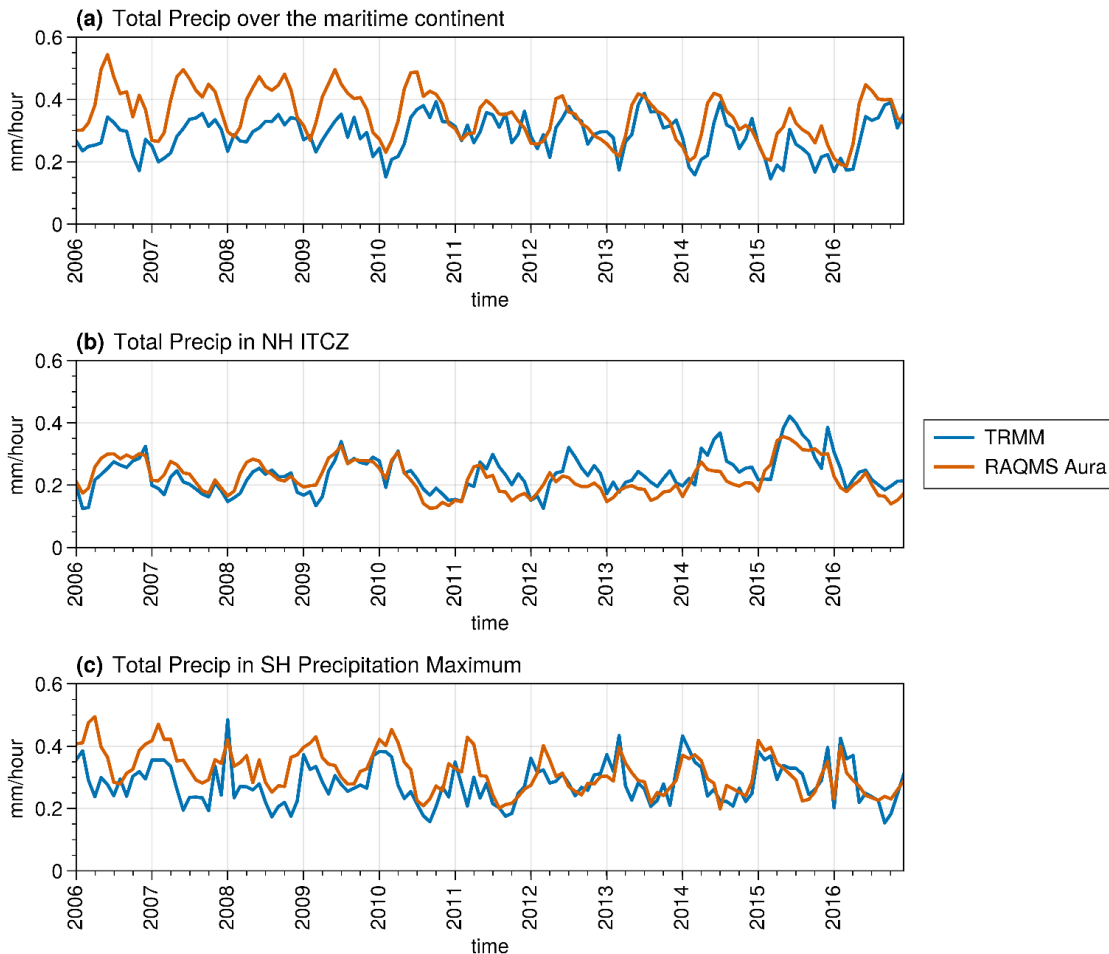 (a) Total Precip over the maritime continent
0.6
0.4
0.2
0
mm/hour
2006 2007 2008 2009 2010 2011 2012 2013 2014 2015 2016
time
(b) Total Precip in NH ITCZ
0.6
0.4
0.2
0
mm/hour
2006 2007 2008 2009 2010 2011 2012 2013 2014 2015 2016
time
TRMM
RAQMS Aura
(c) Total Precip in SH Precipitation Maximum
0.6
0.4
0.2
0
mm/hour
2006 2007 2008 2009 2010 2011 2012 2013 2014 2015 2016
time